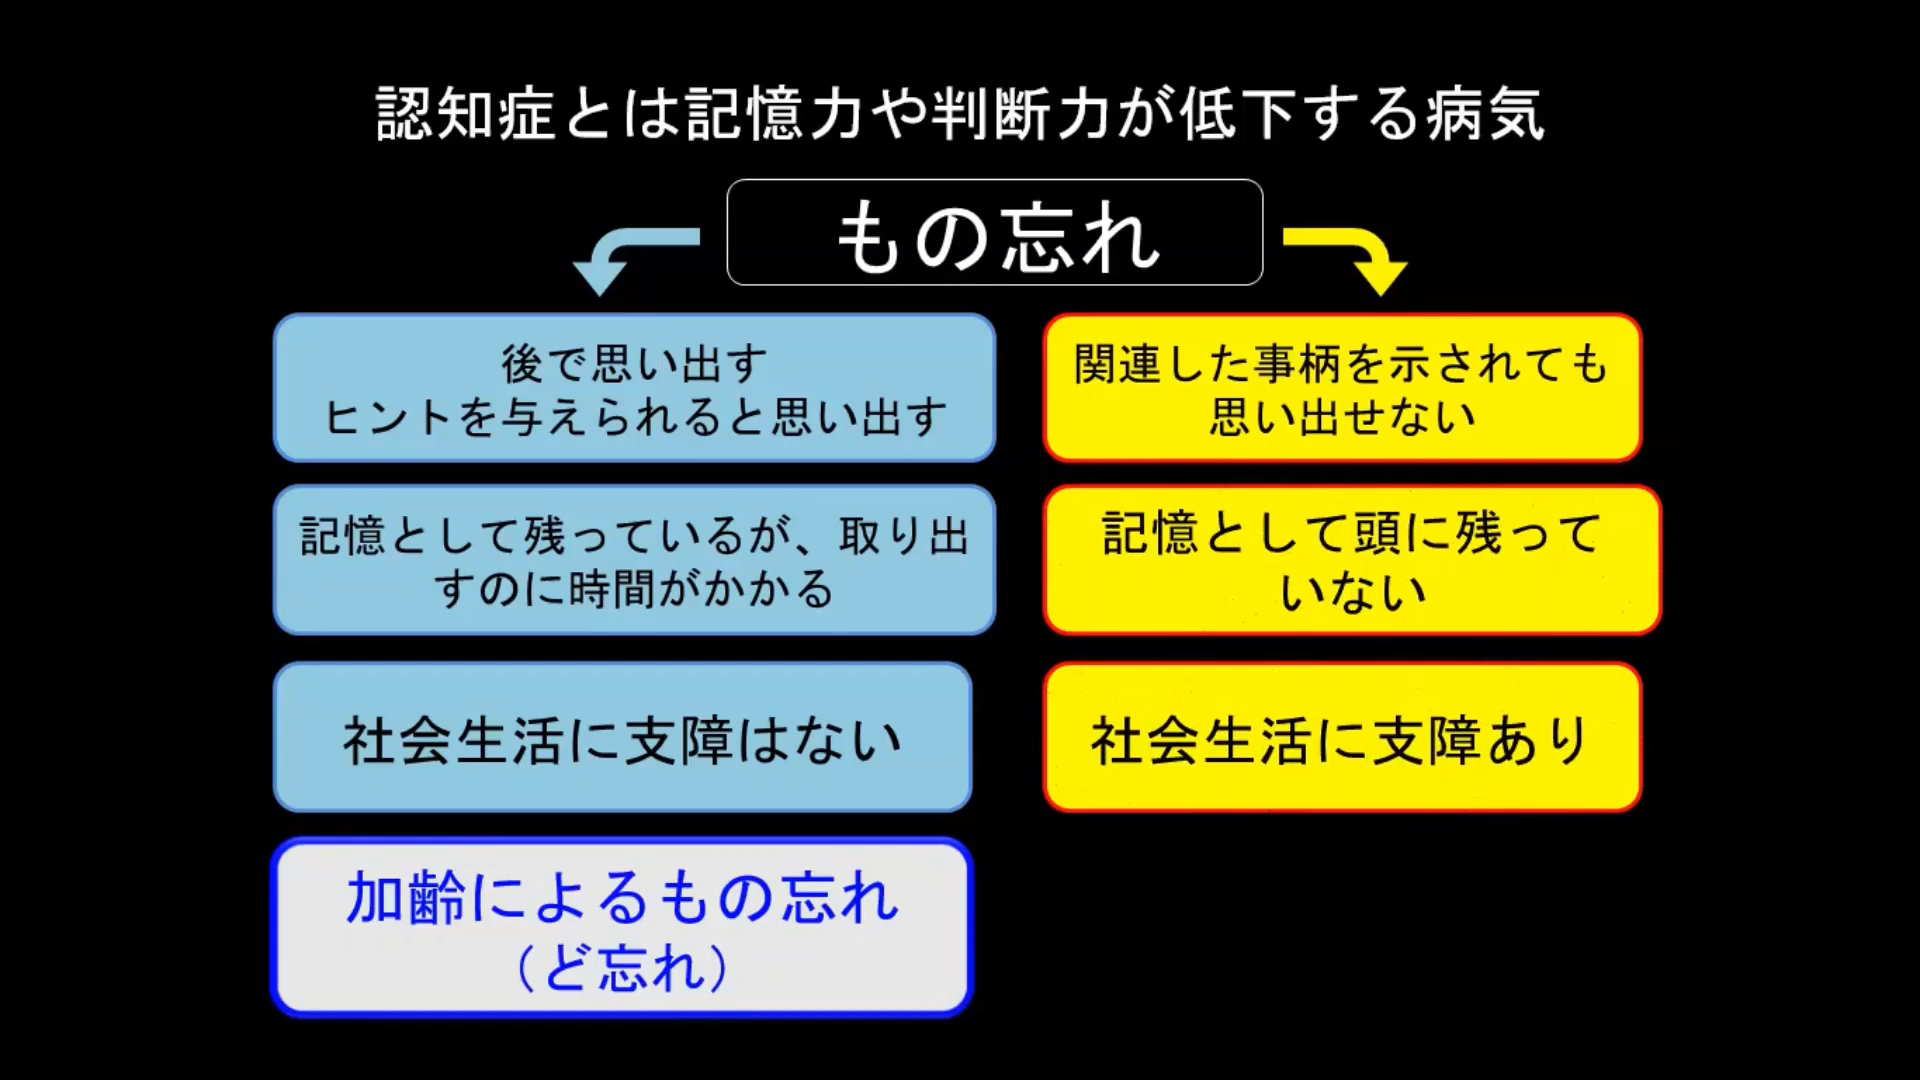 認知症とは記憶力や判断力が低下する病気
もの忘れ
後で思い出す
ヒントを与えられると思い出す
記憶として残っているが、取り出
すのに時間がかかる
社会生活に支障はない
加齢によるもの忘れ
（ど忘れ）
関連した事柄を示されても
思い出せない
記憶として頭に残って
いない
社会生活に支障あり